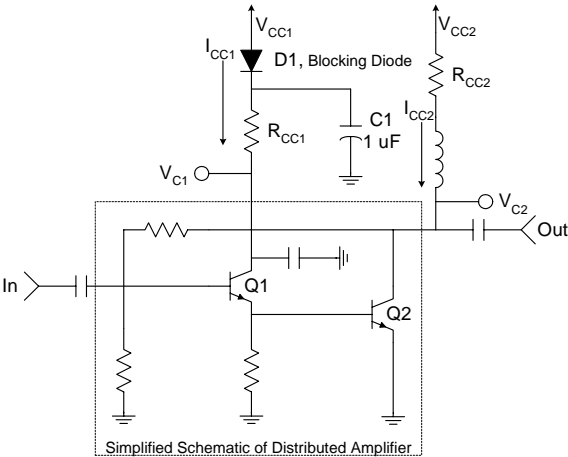 V_CC1
V_CC2
I_CC1
D1, Blocking Diode
R_CC2
C1
1 uF
I_CC2
R_CC1
V_C1
V_C2
Out
In
Q1
Q2
Simplified Schematic of Distributed Amplifier